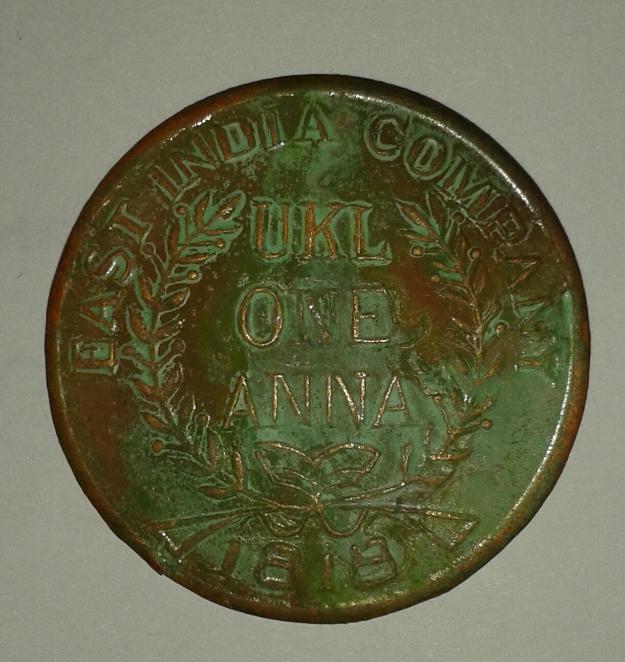 EAST INDIA COMPANY
UKL
ONE
ANNA
1818